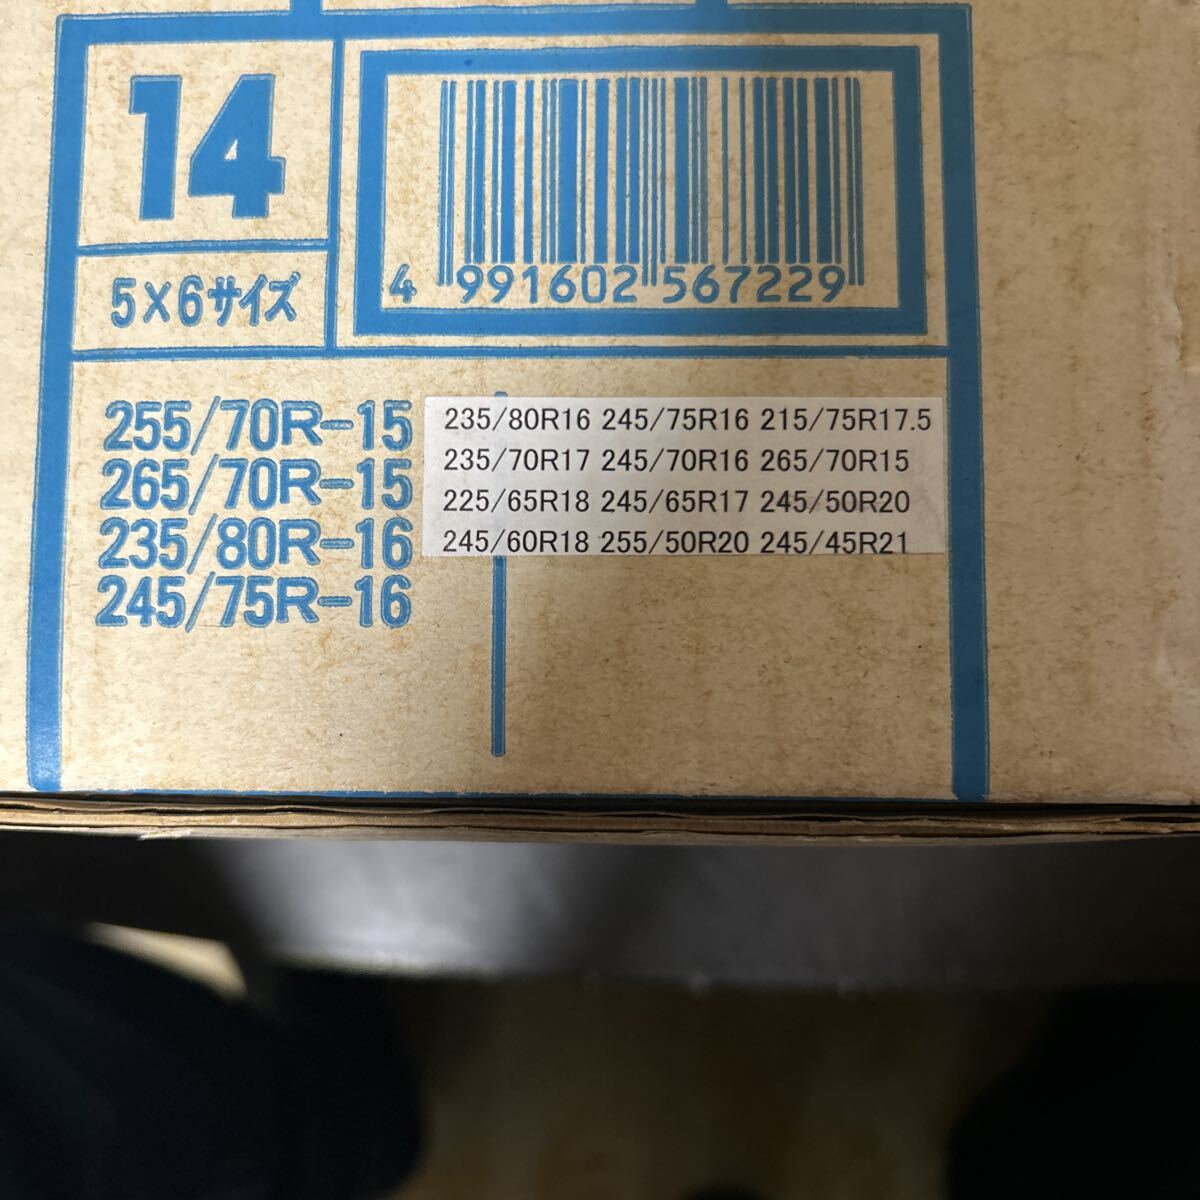 14
5×6サイズ
4 991602 567229
255/70R-15
265/70R-15
235/80R-16
245/75R-16
235/80R16 245/75R16 215/75R17.5
235/70R17 245/70R16 265/70R15
225/65R18 245/65R17 245/50R20
245/60R18 255/50R20 245/45R21